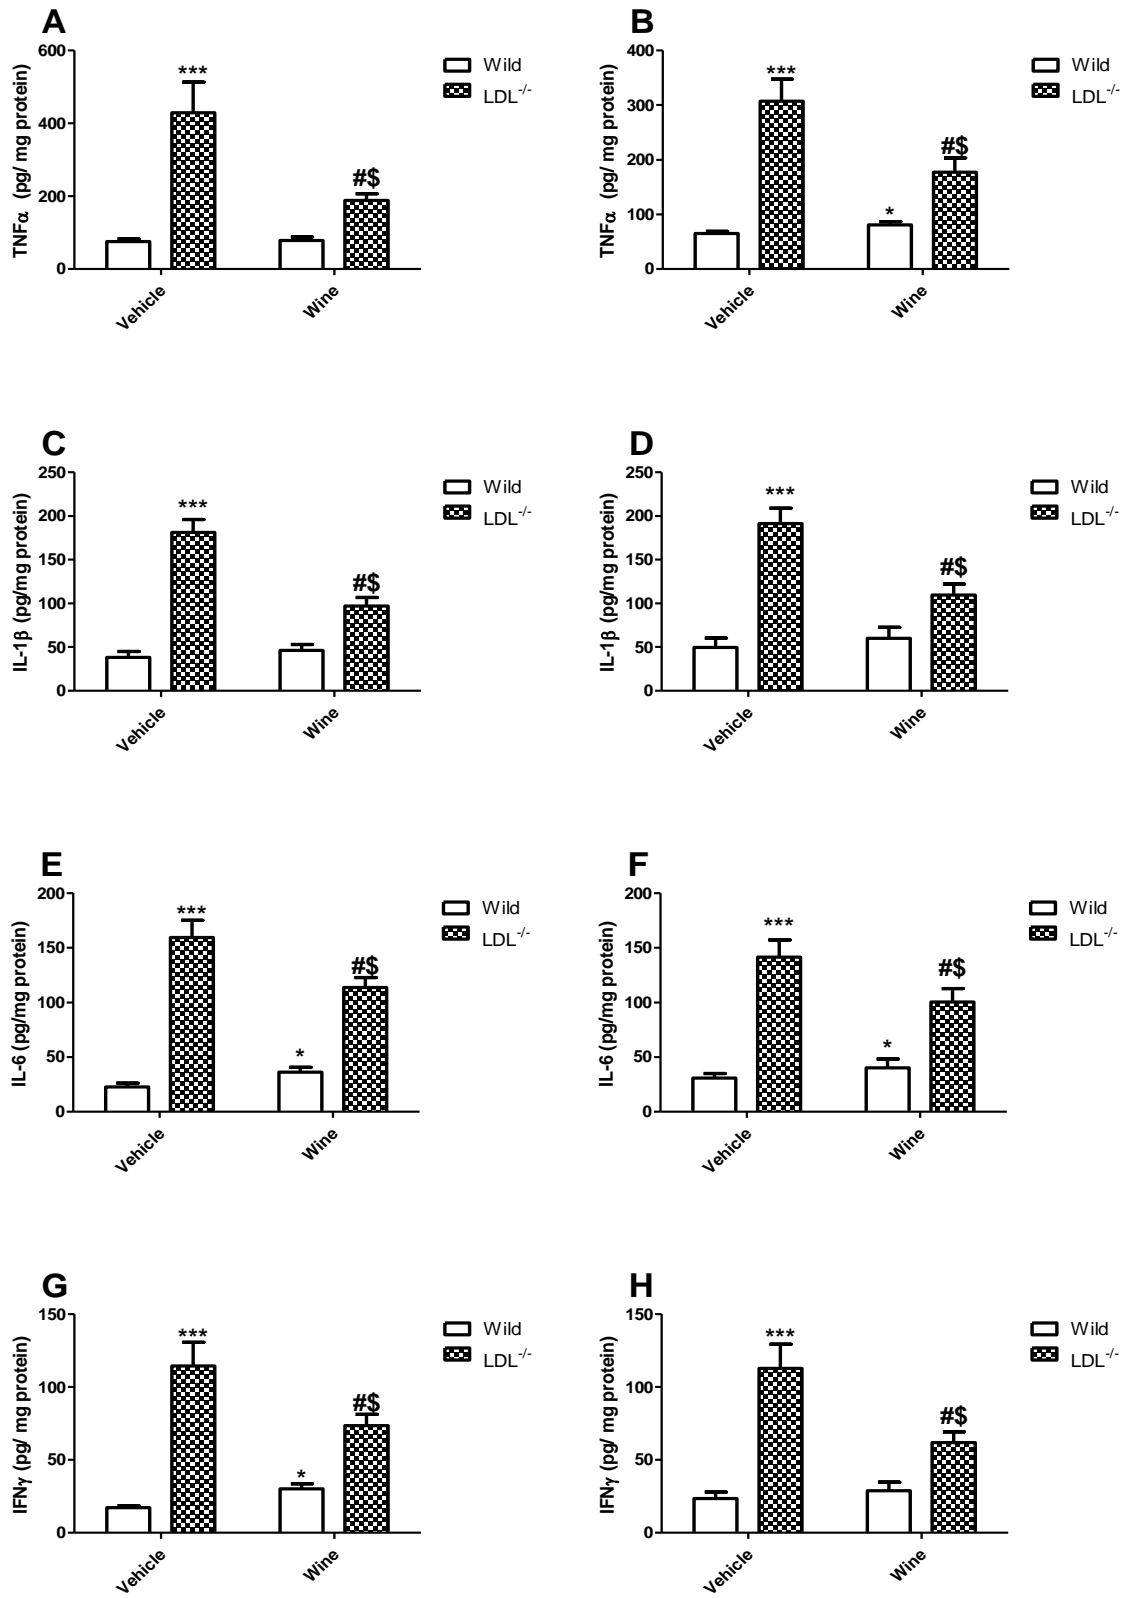 A
TNFα (pg/ mg protein)
600
400
200
0
***
#$
Vehicle
Wine
Wild
LDL-/-
B
TNFα (pg/ mg protein)
400
300
200
100
0
***
*
#$
Vehicle
Wine
Wild
LDL-/-
C
IL-1β (pg/mg protein)
250
200
150
100
50
0
***
#$
Vehicle
Wine
Wild
LDL-/-
D
IL-1β (pg/mg protein)
250
200
150
100
50
0
***
#$
Vehicle
Wine
Wild
LDL-/-
E
IL-6 (pg/mg protein)
200
150
100
50
0
***
*
#$
Vehicle
Wine
Wild
LDL-/-
F
IL-6 (pg/mg protein)
200
150
100
50
0
***
*
#$
Vehicle
Wine
Wild
LDL-/-
G
IFNγ (pg/ mg protein)
150
100
50
0
***
*
#$
Vehicle
Wine
Wild
LDL-/-
H
IFNγ (pg/ mg protein)
150
100
50
0
***
#$
Vehicle
Wine
Wild
LDL-/-